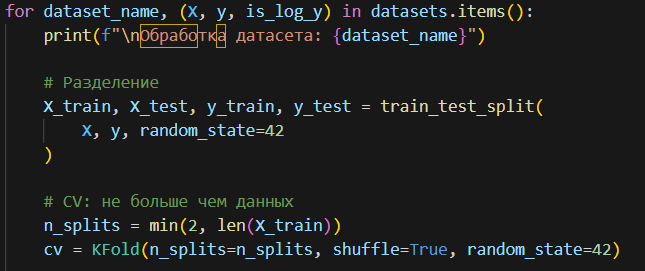 for dataset_name, (X, y, is_log_y) in datasets.items():
    print(f"\nОбработка датасета: {dataset_name}")
    # Разделение
    X_train, X_test, y_train, y_test = train_test_split(
        X, y, random_state=42
    )
    # CV: не больше чем данных
    n_splits = min(2, len(X_train))
    cv = KFold(n_splits=n_splits, shuffle=True, random_state=42)